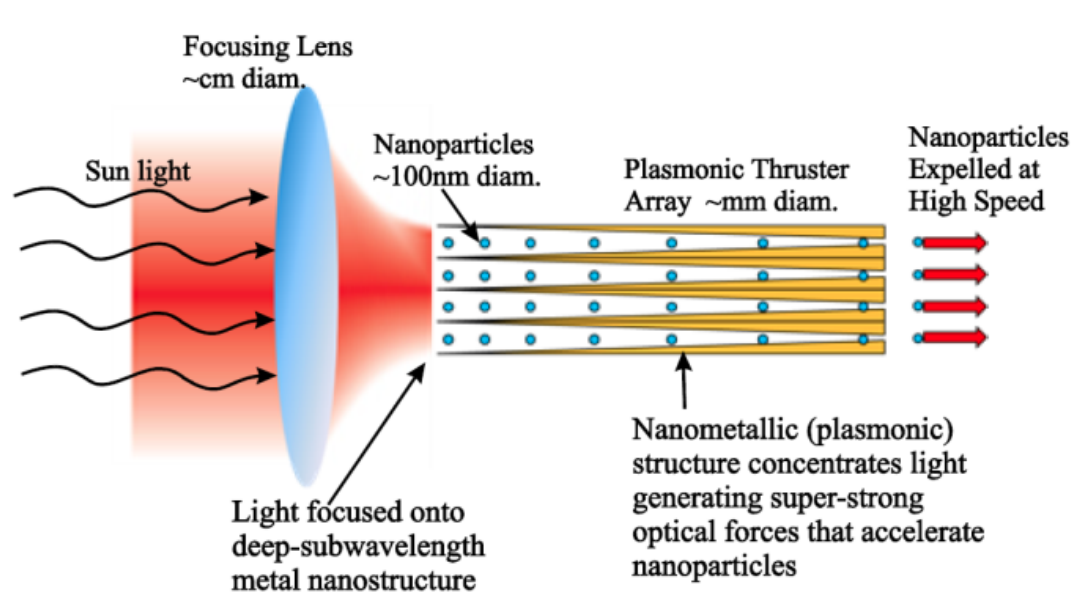 Focusing Lens
~cm diam.
Sun light
Nanoparticles
~100nm diam.
Plasmonic Thruster
Array ~mm diam.
Nanoparticles
Expelled at
High Speed
Light focused onto
deep-subwavelength
metal nanostructure
Nanometallic (plasmonic)
structure concentrates light
generating super-strong
optical forces that accelerate
nanoparticles